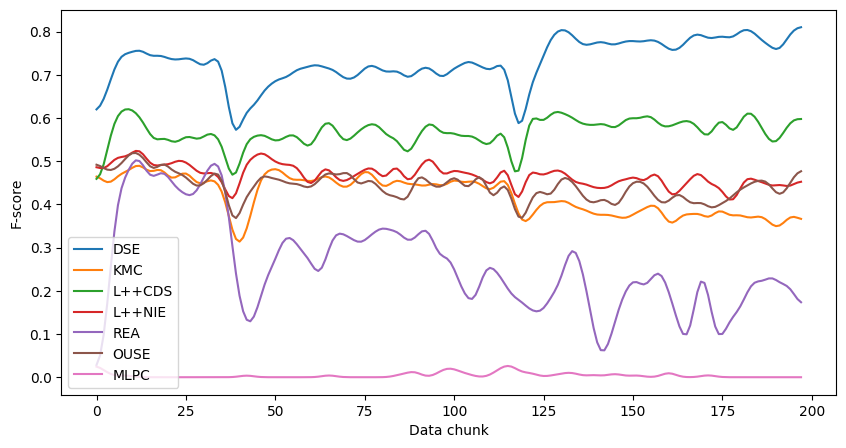 0.8
0.7
0.6
0.5
0.4
0.3
0.2
0.1
0.0
F-score
DSE
KMC
L++CDS
L++NIE
REA
OUSE
MLPC
0 25 50 75 100 125 150 175 200
Data chunk